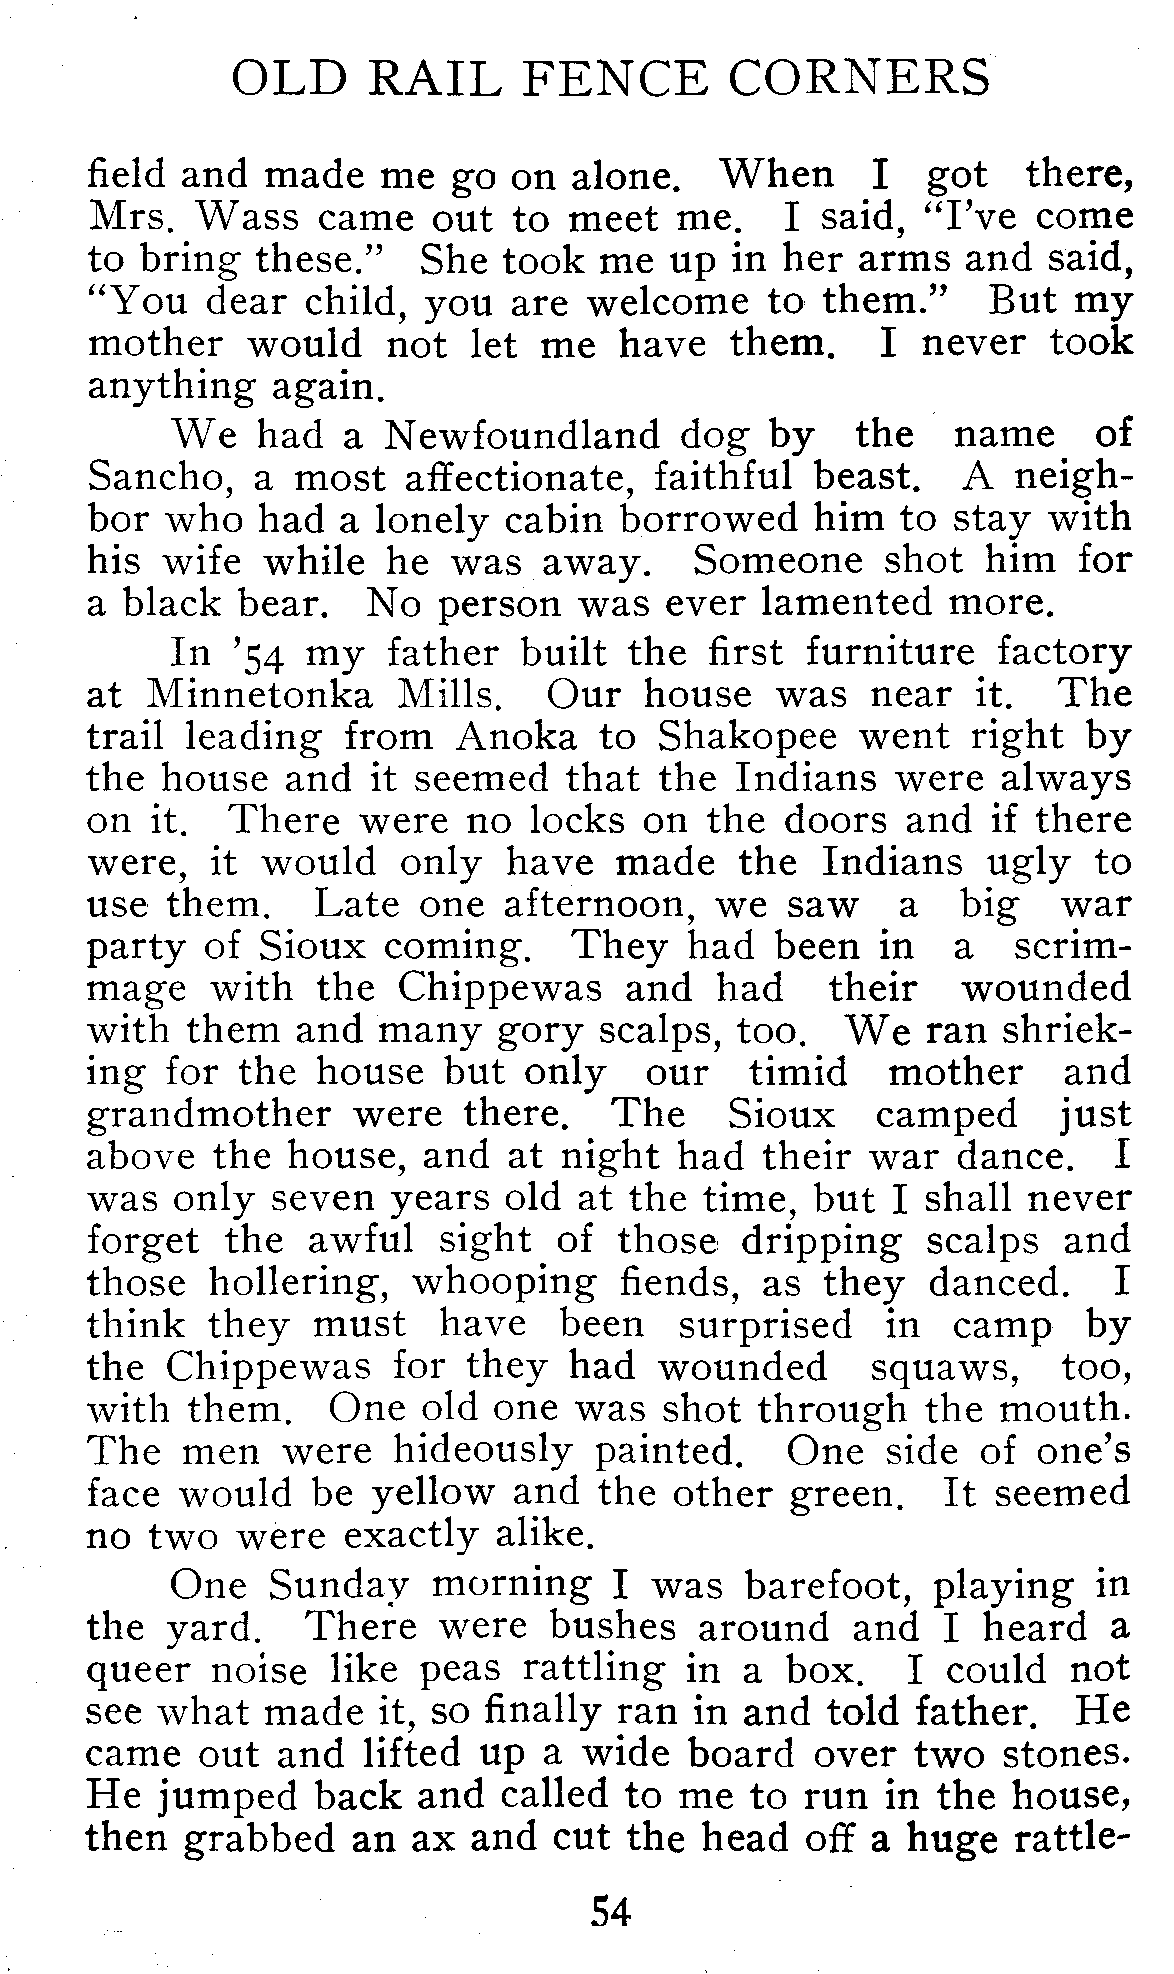 OLD RAIL FENCE CORNERS
field and made me go on alone. When I got there,
Mrs. Wass came out to meet me. I said, “I’ve come
to bring these.” She took me up in her arms and said,
“You dear child, you are welcome to them.” But my
mother would not let me have them. I never took
anything again.
We had a Newfoundland dog by the name of
Sancho, a most affectionate, faithful beast. A neigh-
bor who had a lonely cabin borrowed him to stay with
his wife while he was away. Someone shot him for
a black bear. No person was ever lamented more.
In ’54 my father built the first furniture factory
at Minnetonka Mills. Our house was near it. The
trail leading from Anoka to Shakopee went right by
the house and it seemed that the Indians were always
on it. There were no locks on the doors and if there
were, it would only have made the Indians ugly to
use them. Late one afternoon, we saw a big war
party of Sioux coming. They had been in a scrim-
mage with the Chippewas and had their wounded
with them and many gory scalps, too. We ran shriek-
ing for the house but only our timid mother and
grandmother were there. The Sioux camped just
above the house, and at night had their war dance. I
was only seven years old at the time, but I shall never
forget the awful sight of those dripping scalps and
those hollering, whooping fiends, as they danced. I
think they must have been surprised in camp by
the Chippewas for they had wounded squaws, too,
with them. One old one was shot through the mouth.
The men were hideously painted. One side of one’s
face would be yellow and the other green. It seemed
no two were exactly alike.
One Sunday morning I was barefoot, playing in
the yard. There were bushes around and I heard a
queer noise like peas rattling in a box. I could not
see what made it, so finally ran in and told father. He
came out and lifted up a wide board over two stones.
He jumped back and called to me to run in the house,
then grabbed an ax and cut the head off a huge rattle-
54